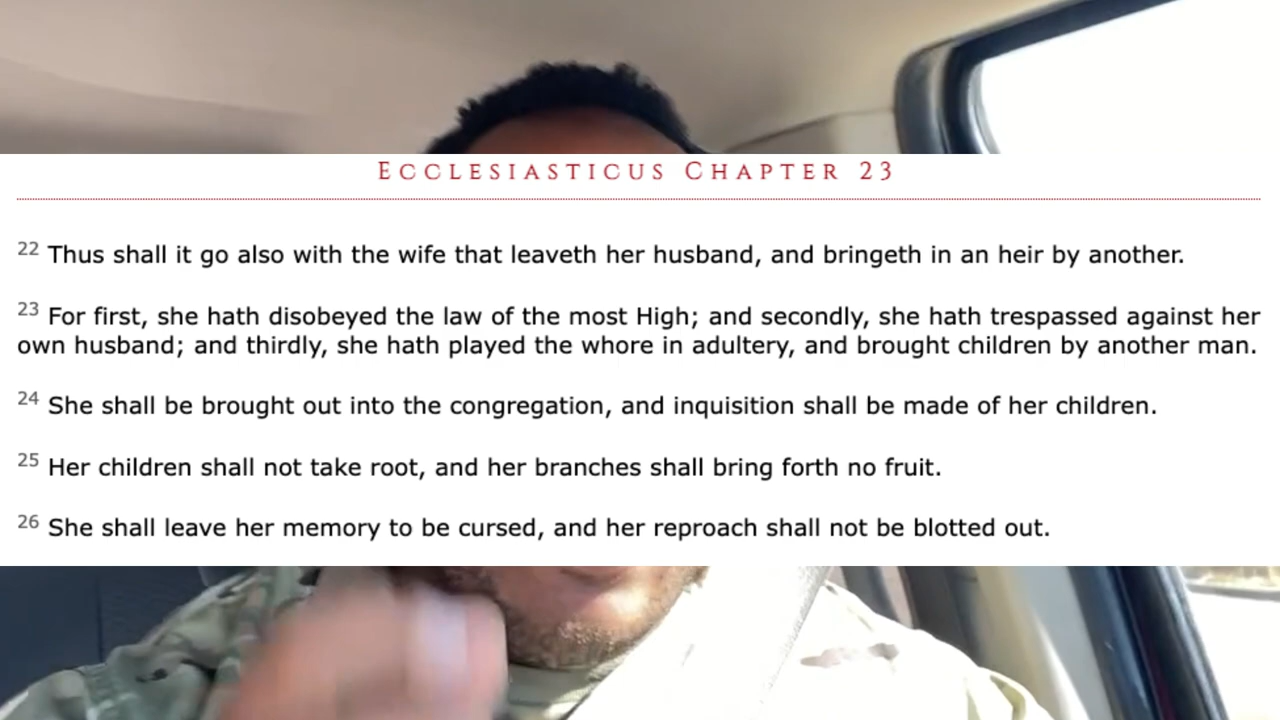 Ecclesiasticus Chapter 23
22 Thus shall it go also with the wife that leaveth her husband, and bringeth in an heir by another.
23 For first, she hath disobeyed the law of the most High; and secondly, she hath trespassed against her
own husband; and thirdly, she hath played the whore in adultery, and brought children by another man.
24 She shall be brought out into the congregation, and inquisition shall be made of her children.
25 Her children shall not take root, and her branches shall bring forth no fruit.
26 She shall leave her memory to be cursed, and her reproach shall not be blotted out.